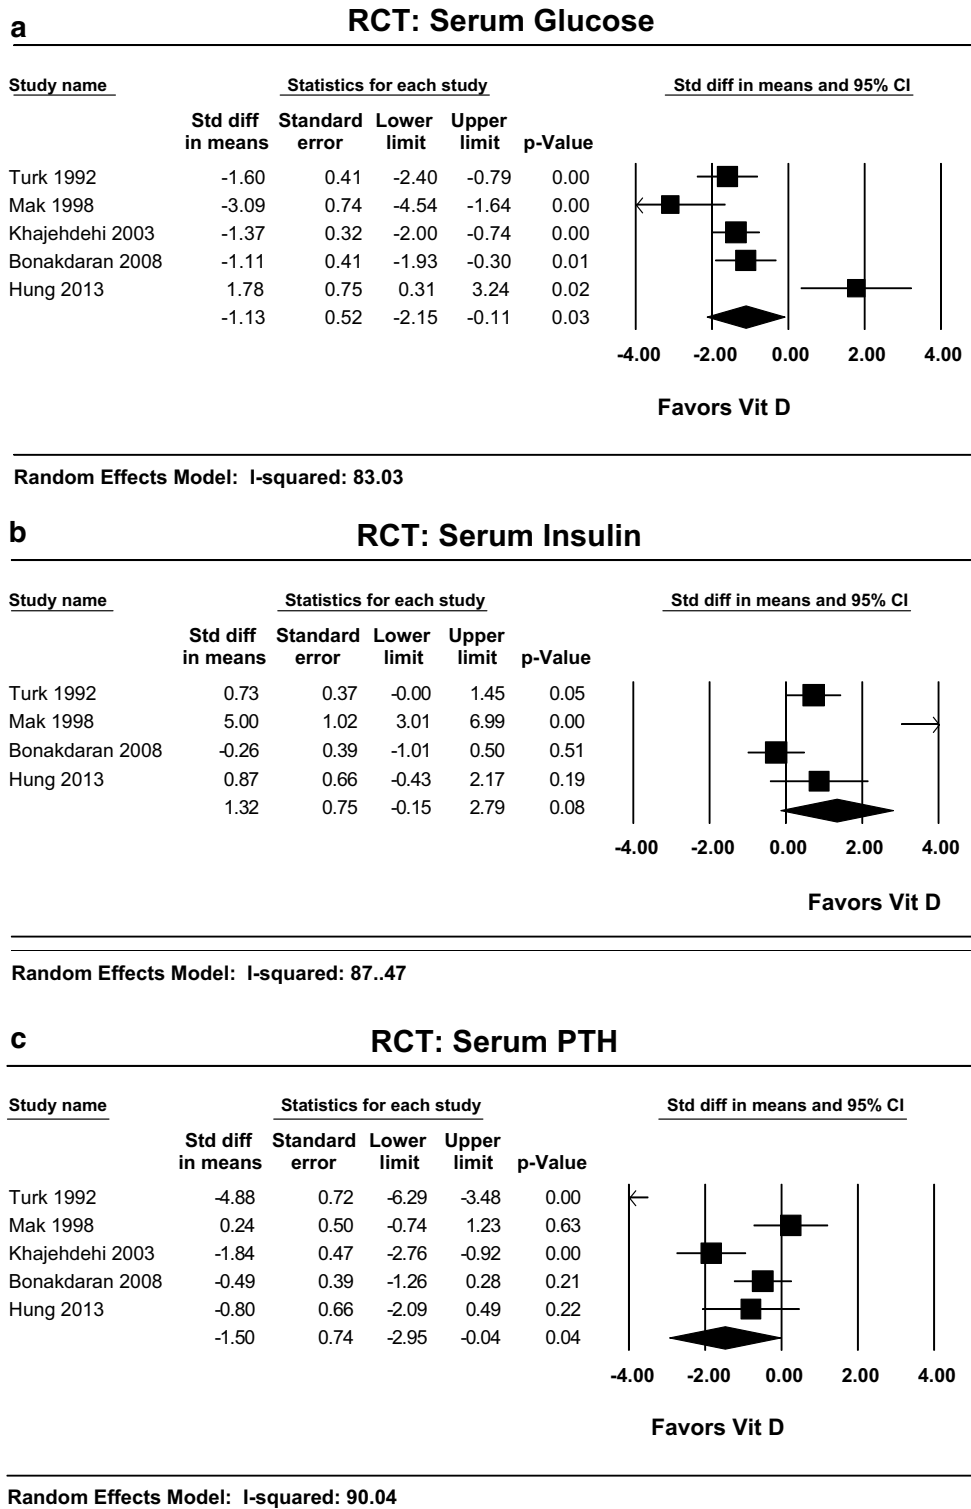 a
RCT: Serum Glucose
Study name Statistics for each study Std diff in means and 95% CI
Std diff Standard Lower Upper
in means error limit limit p-Value
Turk 1992 -1.60 0.41 -2.40 -0.79 0.00
Mak 1998 -3.09 0.74 -4.54 -1.64 0.00
Khajehdehi 2003 -1.37 0.32 -2.00 -0.74 0.00
Bonakdaran 2008 -1.11 0.41 -1.93 -0.30 0.01
Hung 2013 1.78 0.75 0.31 3.24 0.02
-1.13 0.52 -2.15 -0.11 0.03
-4.00 -2.00 0.00 2.00 4.00
Favors Vit D
Random Effects Model: I-squared: 83.03
b
RCT: Serum Insulin
Study name Statistics for each study Std diff in means and 95% CI
Std diff Standard Lower Upper
in means error limit limit p-Value
Turk 1992 0.73 0.37 -0.00 1.45 0.05
Mak 1998 5.00 1.02 3.01 6.99 0.00
Bonakdaran 2008 -0.26 0.39 -1.01 0.50 0.51
Hung 2013 0.87 0.66 -0.43 2.17 0.19
1.32 0.75 -0.15 2.79 0.08
-4.00 -2.00 0.00 2.00 4.00
Favors Vit D
Random Effects Model: I-squared: 87..47
c
RCT: Serum PTH
Study name Statistics for each study Std diff in means and 95% CI
Std diff Standard Lower Upper
in means error limit limit p-Value
Turk 1992 -4.88 0.72 -6.29 -3.48 0.00
Mak 1998 0.24 0.50 -0.74 1.23 0.63
Khajehdehi 2003 -1.84 0.47 -2.76 -0.92 0.00
Bonakdaran 2008 -0.49 0.39 -1.26 0.28 0.21
Hung 2013 -0.80 0.66 -2.09 0.49 0.22
-1.50 0.74 -2.95 -0.04 0.04
-4.00 -2.00 0.00 2.00 4.00
Favors Vit D
Random Effects Model: I-squared: 90.04